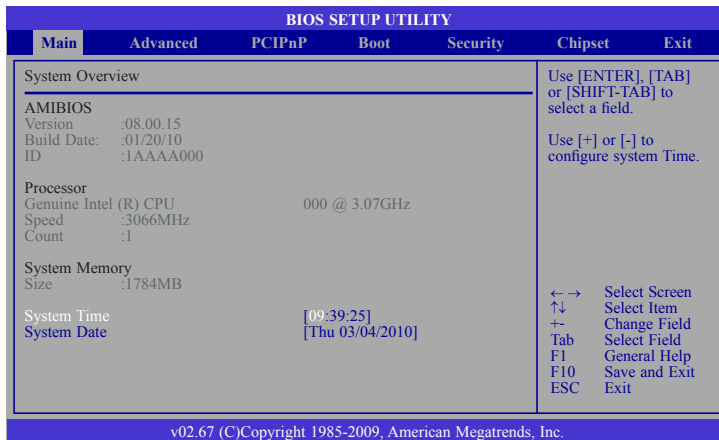 BIOS SETUP UTILITY
Main Advanced PCIPnP Boot Security Chipset Exit
System Overview
AMIBIOS
Version :08.00.15
Build Date: :01/20/10
ID :1AAAA000
Processor
Genuine Intel (R) CPU 000 @ 3.07GHz
Speed :3066MHz
Count :1
System Memory
Size :1784MB
System Time [09:39:25]
System Date [Thu 03/04/2010]
Use [ENTER], [TAB]
or [SHIFT-TAB] to
select a field.
Use [+] or [-] to
configure system Time.
←→ Select Screen
↑↓ Select Item
+- Change Field
Tab Select Field
F1 General Help
F10 Save and Exit
ESC Exit
v02.67 (C)Copyright 1985-2009, American Megatrends, Inc.